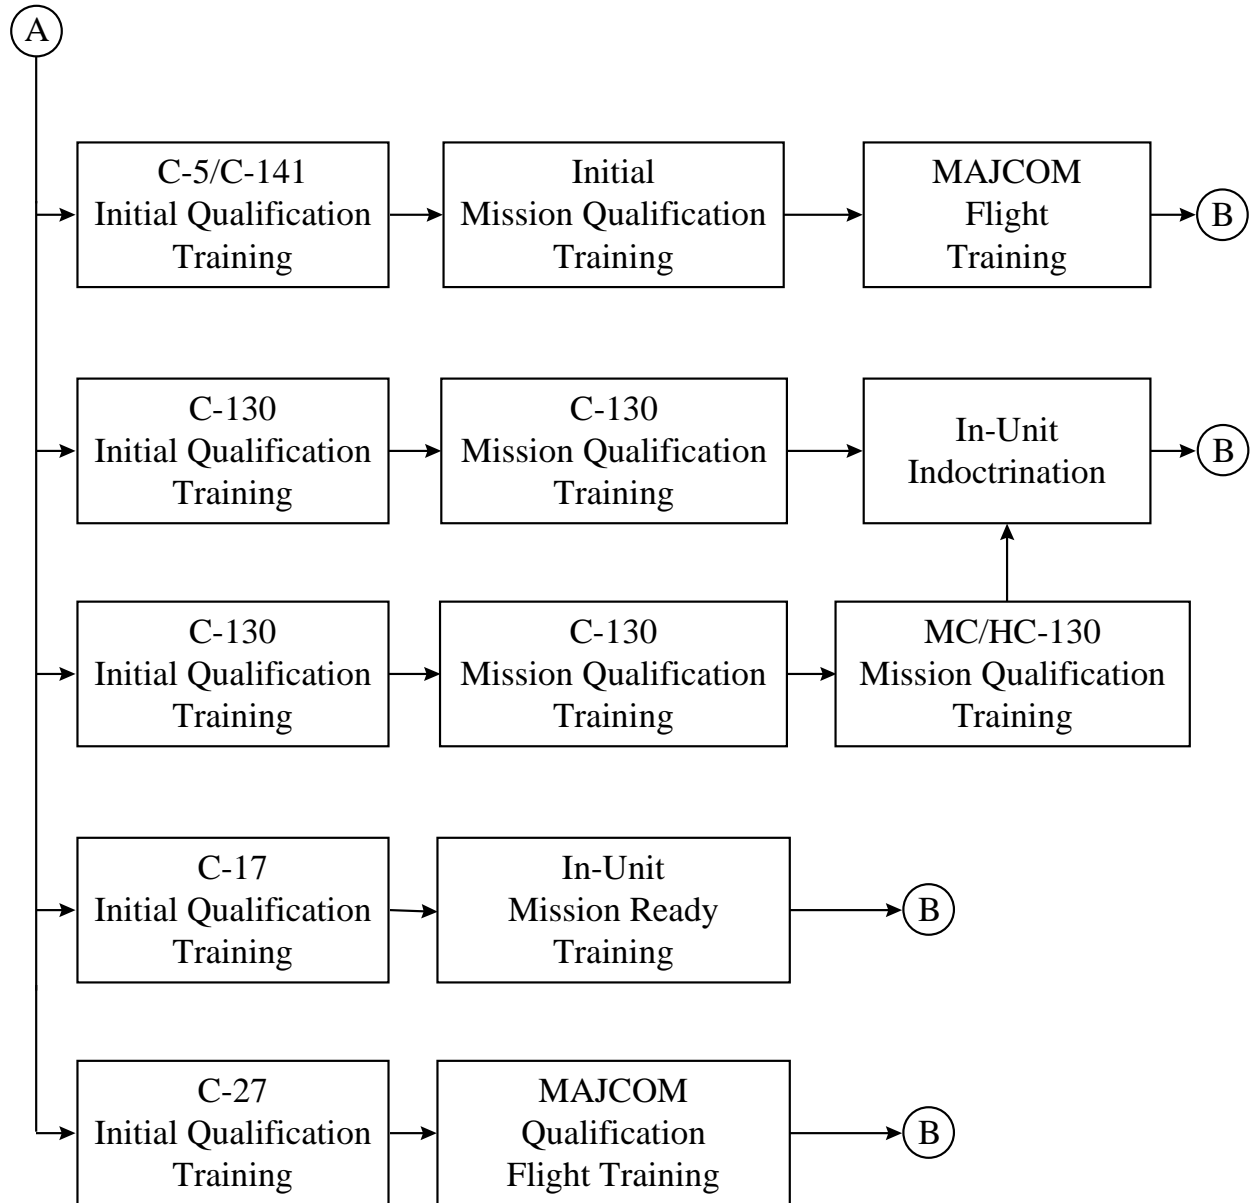 A
C-5/C-141
Initial Qualification
Training
Initial
Mission Qualification
Training
MAJCOM
Flight
Training
B
C-130
Initial Qualification
Training
C-130
Mission Qualification
Training
In-Unit
Indoctrination
B
C-130
Initial Qualification
Training
C-130
Mission Qualification
Training
MC/HC-130
Mission Qualification
Training
C-17
Initial Qualification
Training
In-Unit
Mission Ready
Training
B
C-27
Initial Qualification
Training
MAJCOM
Qualification
Flight Training
B